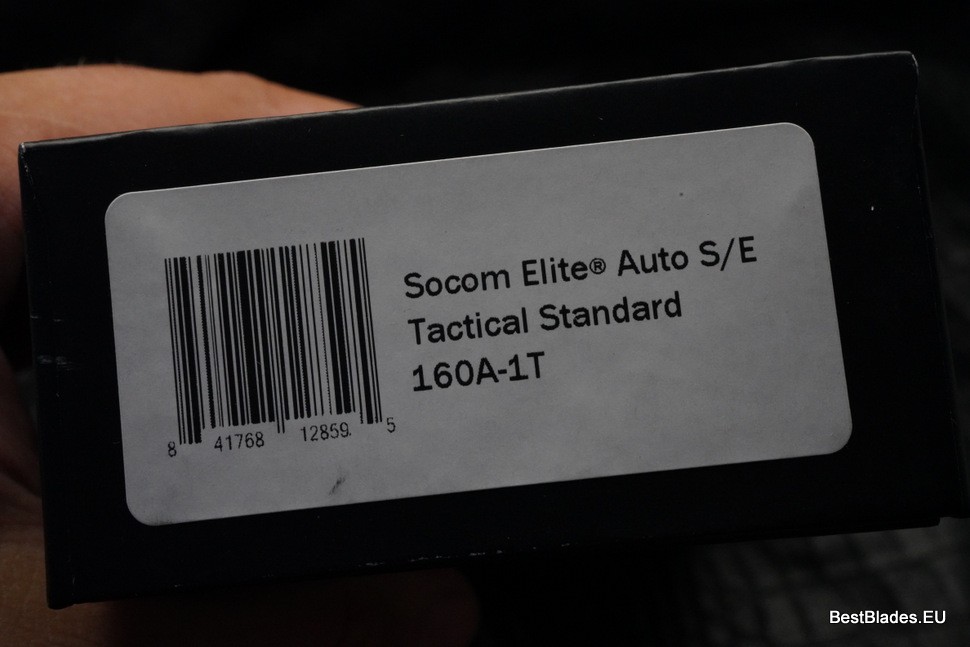 Socom Elite® Auto S/E
Tactical Standard
160A-1T
8 41768 12859 5
BestBlades.EU